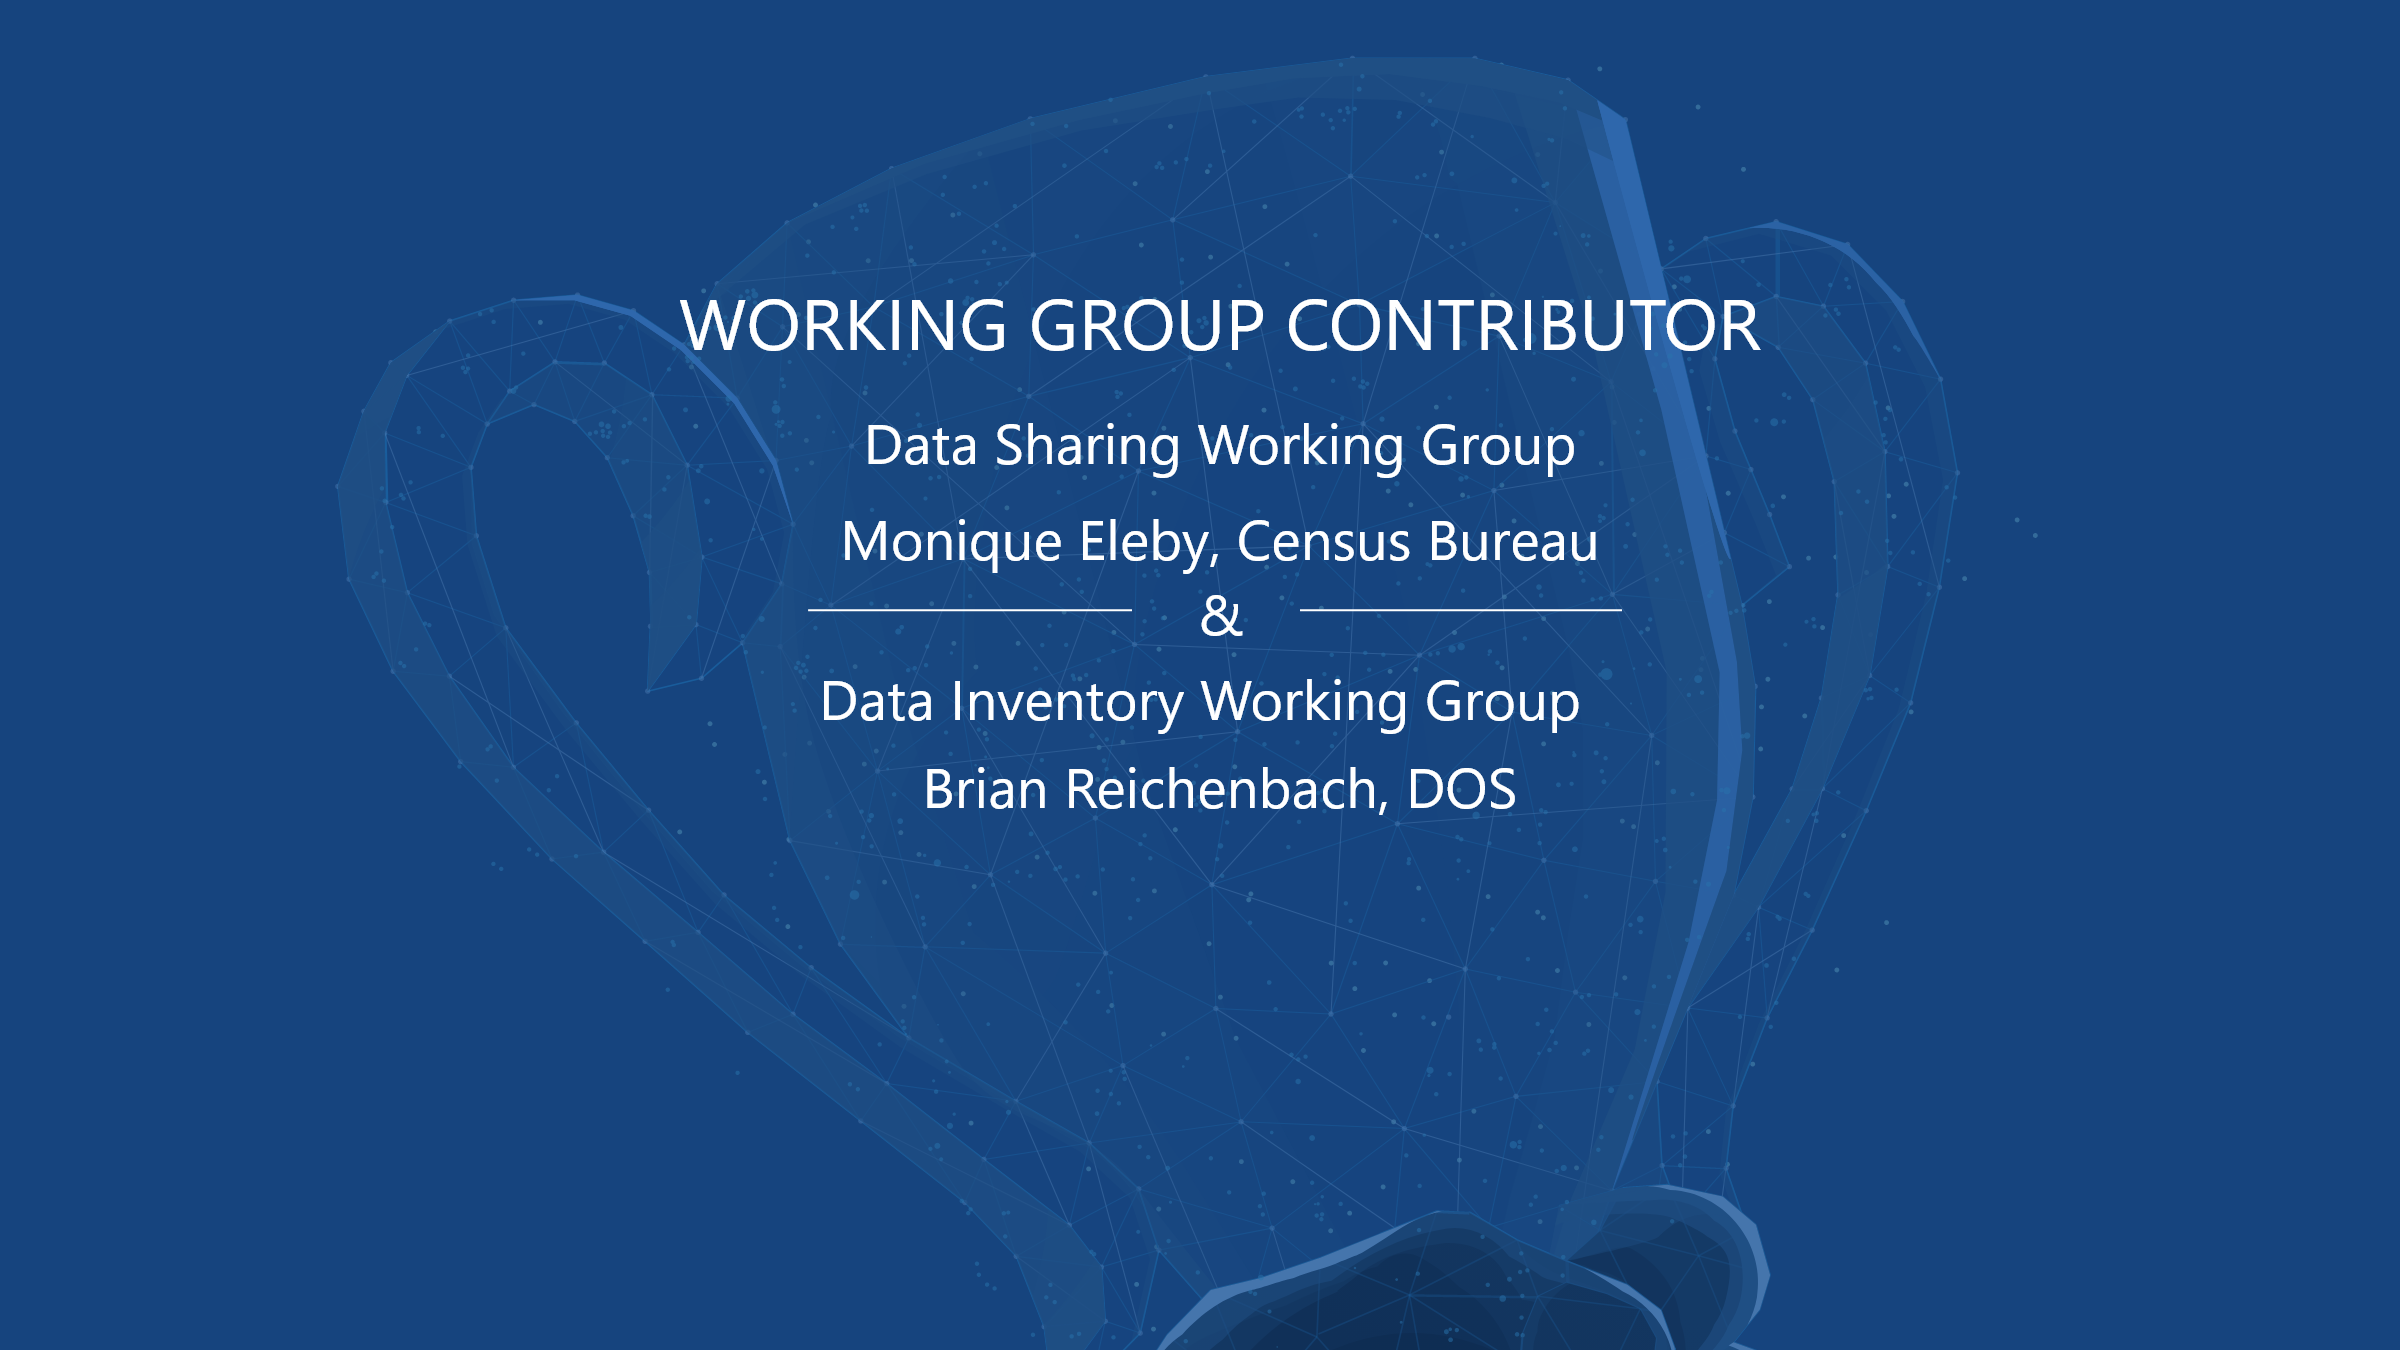 WORKING GROUP CONTRIBUTOR
Data Sharing Working Group
Monique Eleby, Census Bureau
&
Data Inventory Working Group
Brian Reichenbach, DOS